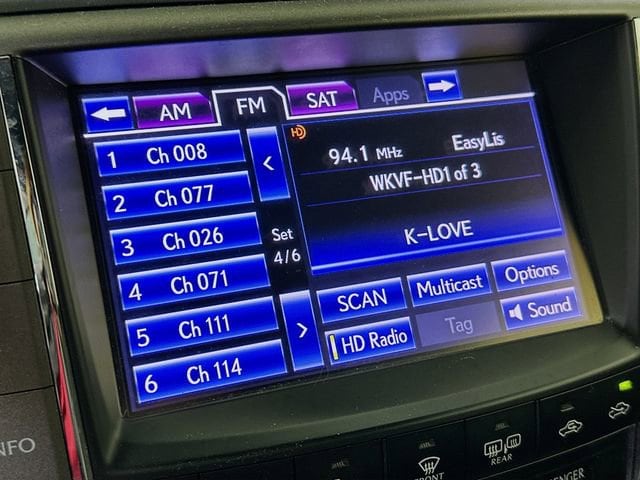 AM FM SAT Apps
1 Ch 008
2 Ch 077
3 Ch 026
4 Ch 071
5 Ch 111
6 Ch 114
<
Set
4/6
>
HD
94.1 MHz EasyLis
WKVF-HD1 of 3
K-LOVE
SCAN Multicast Options
HD Radio Tag Sound
INFO
FRONT
REAR
PASSENGER